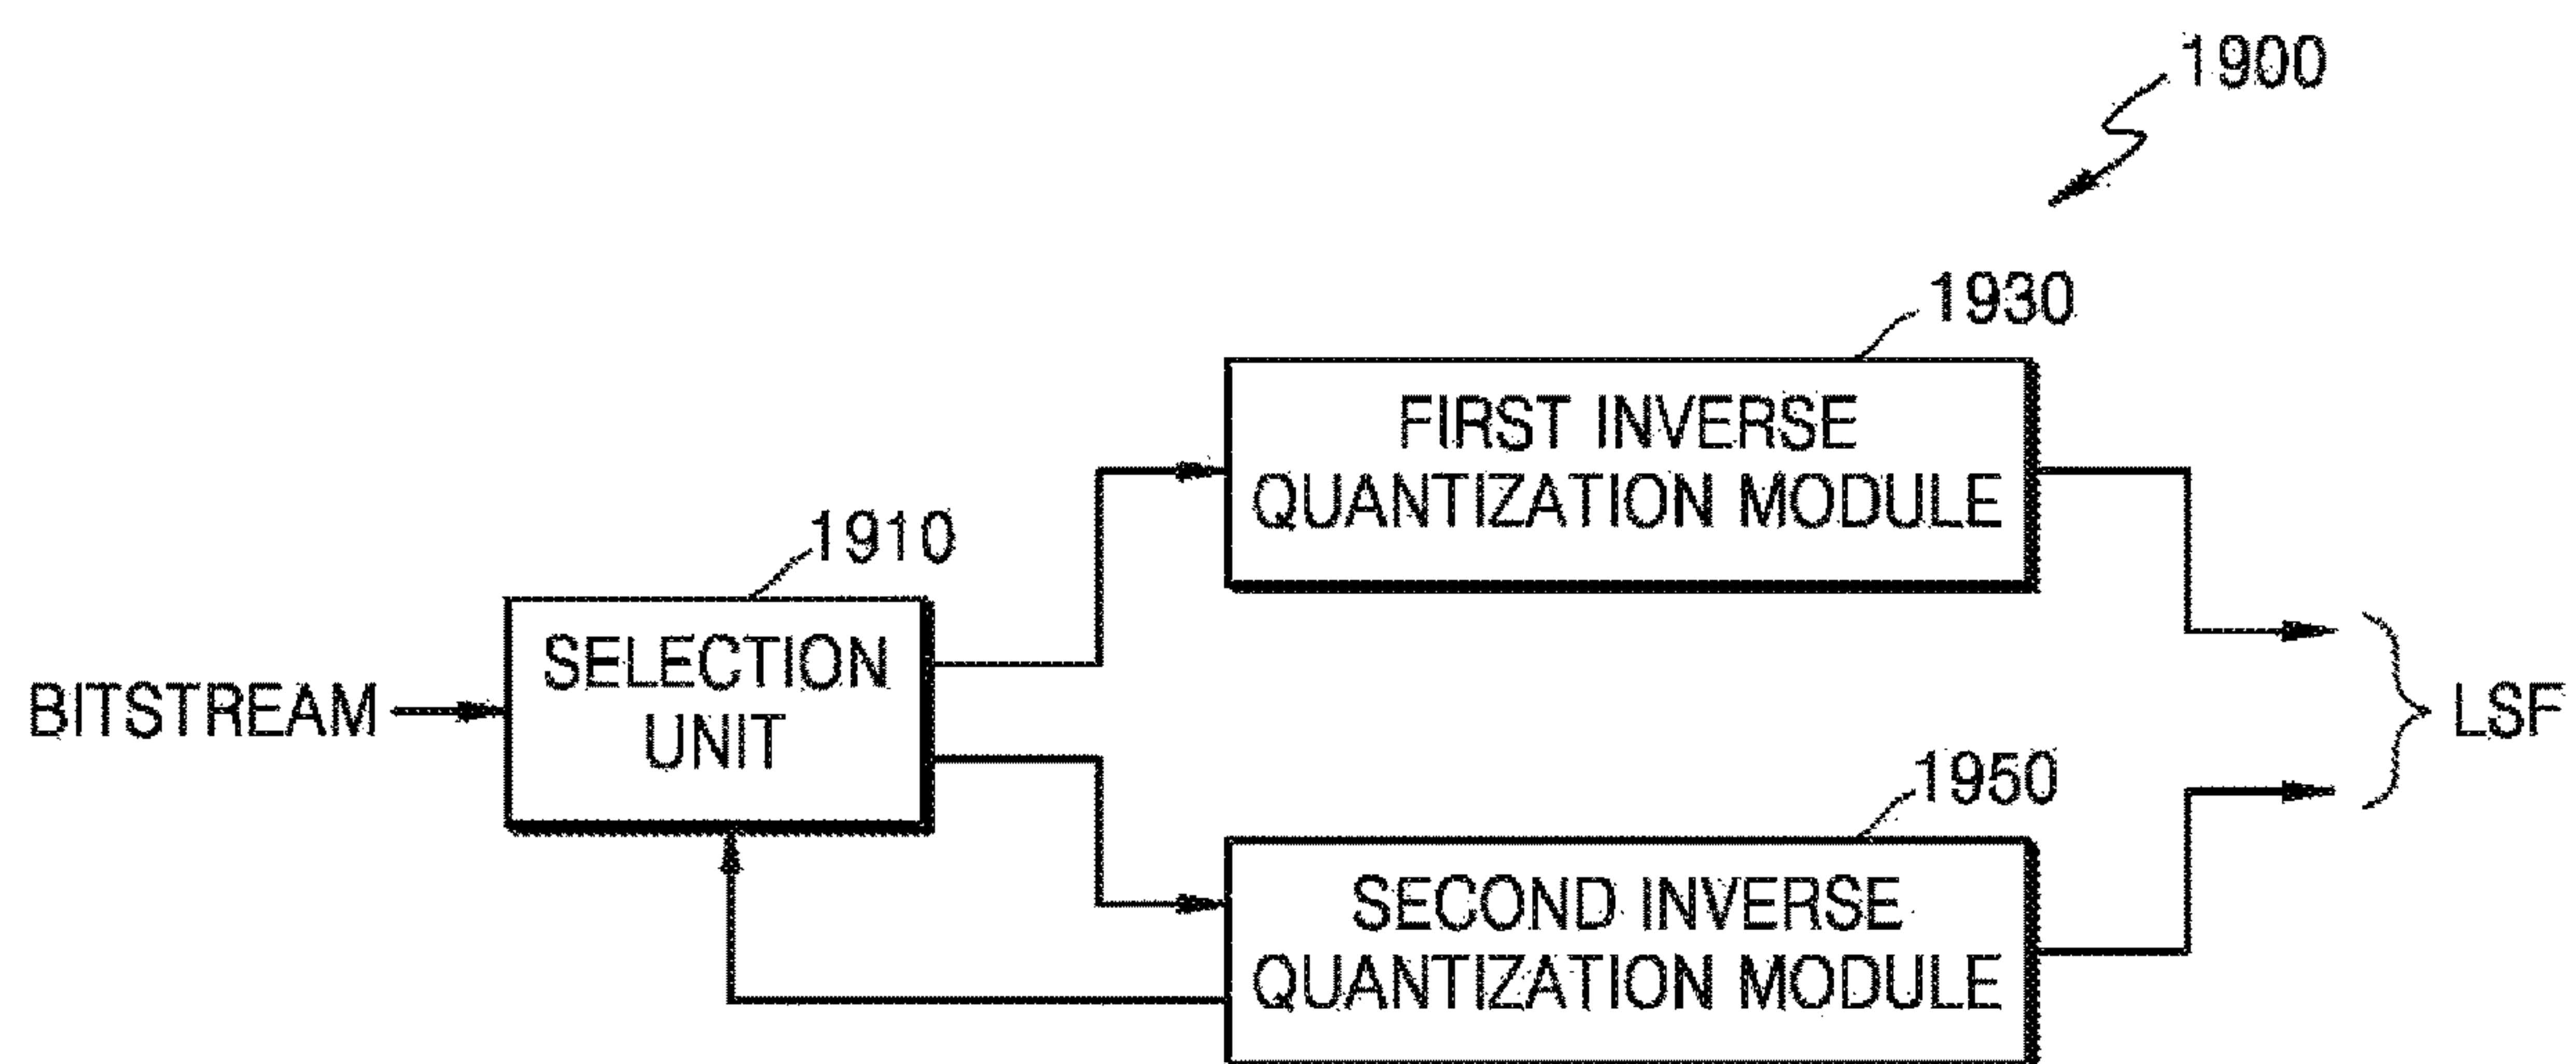 1900
1930
FIRST INVERSE
QUANTIZATION MODULE
1910
SELECTION
UNIT
BITSTREAM
LSF
1950
SECOND INVERSE
QUANTIZATION MODULE